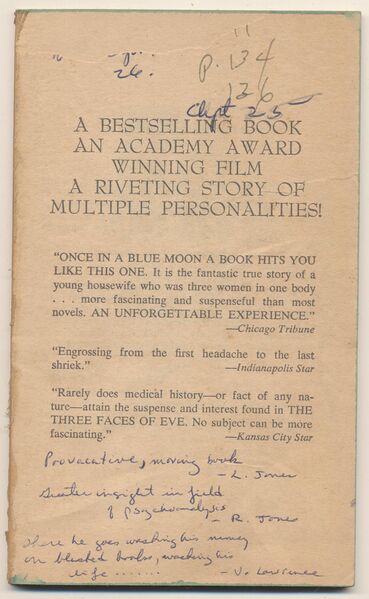 26.
P. 134
136
Chpt 25
A BESTSELLING BOOK
AN ACADEMY AWARD
WINNING FILM
A RIVETING STORY OF
MULTIPLE PERSONALITIES!
"ONCE IN A BLUE MOON A BOOK HITS YOU
LIKE THIS ONE. It is the fantastic true story of a
young housewife who was three women in one body
. . . more fascinating and suspenseful than most
novels. AN UNFORGETTABLE EXPERIENCE."
—Chicago Tribune
"Engrossing from the first headache to the last
shriek."
—Indianapolis Star
"Rarely does medical history—or fact of any na-
ture—attain the suspense and interest found in THE
THREE FACES OF EVE. No subject can be more
fascinating."
—Kansas City Star
Provacative, moving book
- L. Jones
Greater insight in field
of psychoanalysis
- R. Jones
there he goes washing his money
on blasted books, washing his
life .......
- V. Lawrence